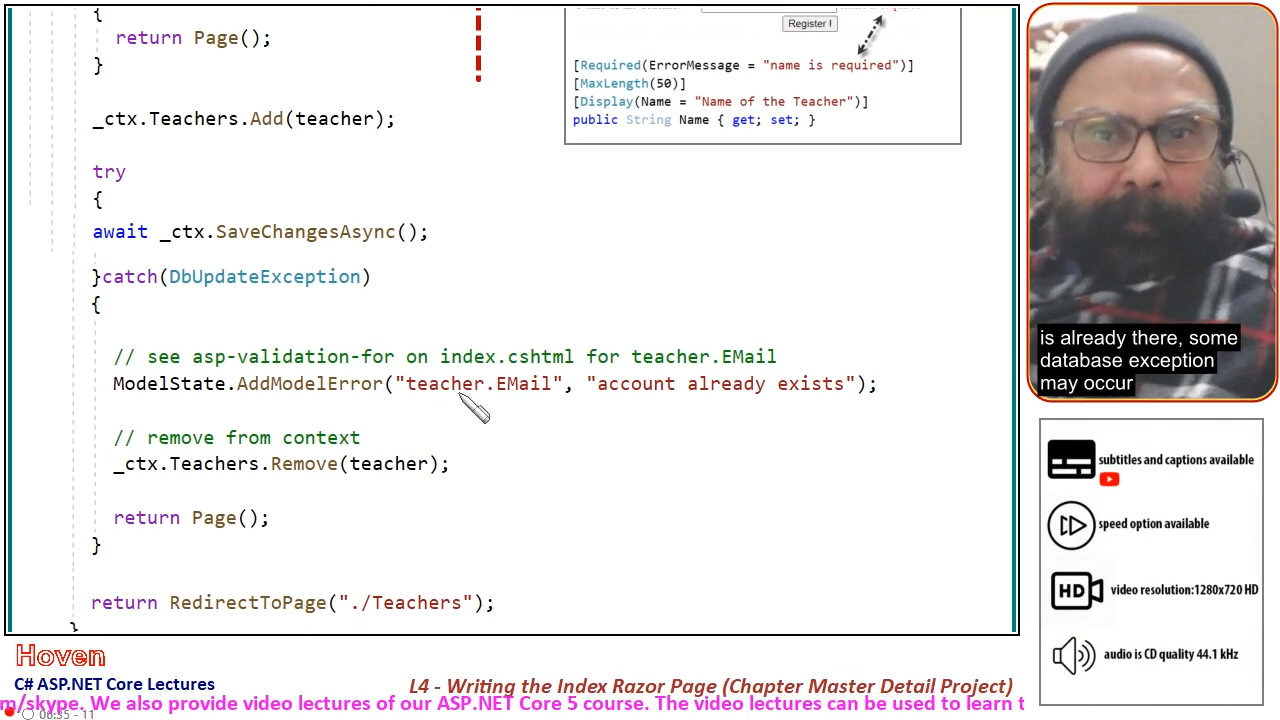 {
return Page();
}
_ctx.Teachers.Add(teacher);
try
{
await _ctx.SaveChangesAsync();
}catch(DbUpdateException)
{
// see asp-validation-for on index.cshtml for teacher.EMail
ModelState.AddModelError("teacher.EMail", "account already exists");
// remove from context
_ctx.Teachers.Remove(teacher);
return Page();
}
return RedirectToPage("./Teachers");
}
Register !
[Required(ErrorMessage = "name is required")]
[MaxLength(50)]
[Display(Name = "Name of the Teacher")]
public String Name { get; set; }
is already there, some
database exception
may occur
subtitles and captions available
speed option available
HD
video resolution:1280x720 HD
audio is CD quality 44.1 kHz
Hoven
C# ASP.NET Core Lectures
L4 - Writing the Index Razor Page (Chapter Master Detail Project)
m/skype. We also provide video lectures of our ASP.NET Core 5 course. The video lectures can be used to learn t
06:35 - 11